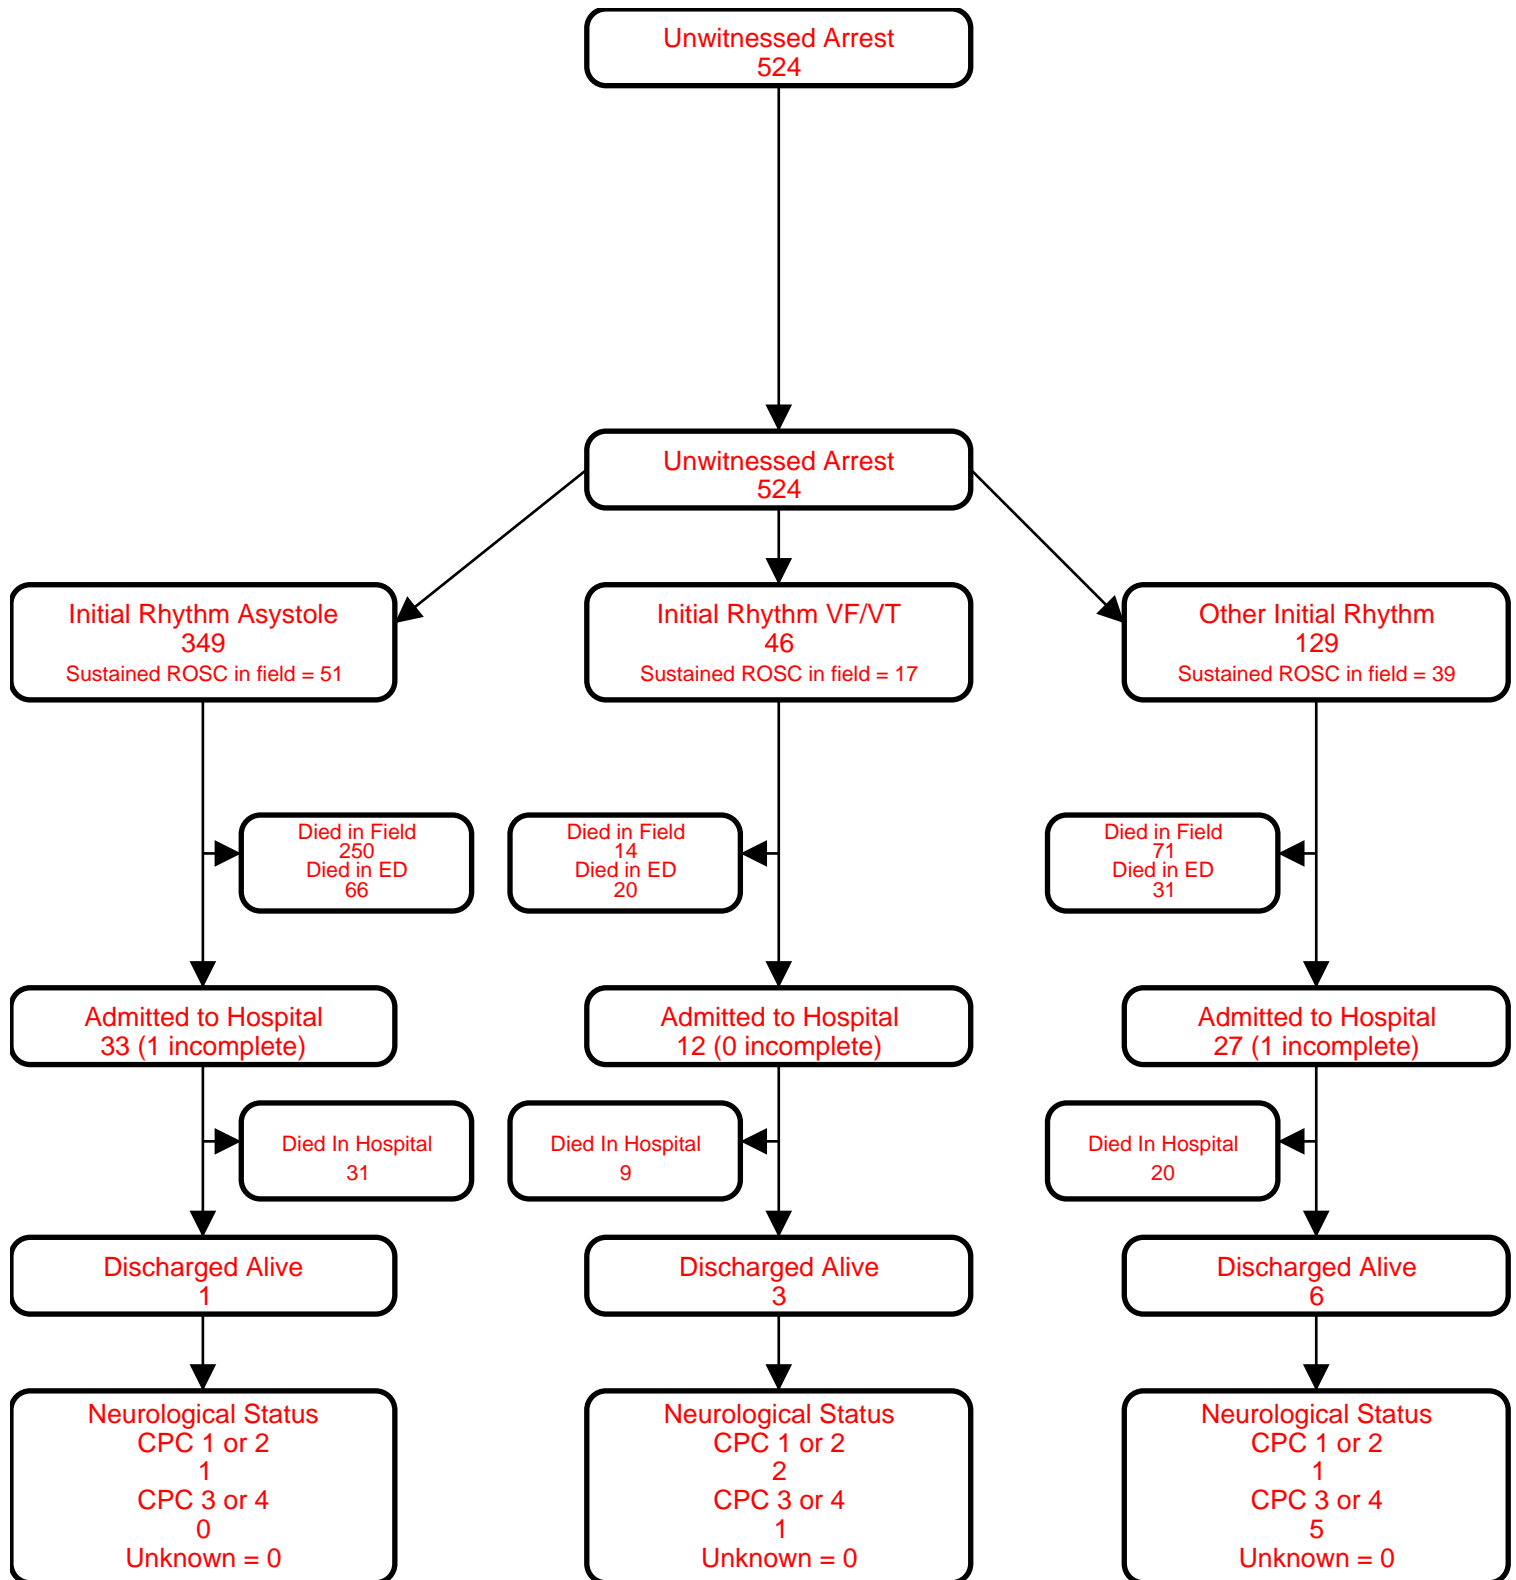 Unwitnessed Arrest
524
Unwitnessed Arrest
524
Initial Rhythm Asystole
349
Sustained ROSC in field = 51
Initial Rhythm VF/VT
46
Sustained ROSC in field = 17
Other Initial Rhythm
129
Sustained ROSC in field = 39
Died in Field
250
Died in ED
66
Died in Field
14
Died in ED
20
Died in Field
71
Died in ED
31
Admitted to Hospital
33 (1 incomplete)
Admitted to Hospital
12 (0 incomplete)
Admitted to Hospital
27 (1 incomplete)
Died In Hospital
31
Died In Hospital
9
Died In Hospital
20
Discharged Alive
1
Discharged Alive
3
Discharged Alive
6
Neurological Status
CPC 1 or 2
1
CPC 3 or 4
0
Unknown = 0
Neurological Status
CPC 1 or 2
2
CPC 3 or 4
1
Unknown = 0
Neurological Status
CPC 1 or 2
1
CPC 3 or 4
5
Unknown = 0